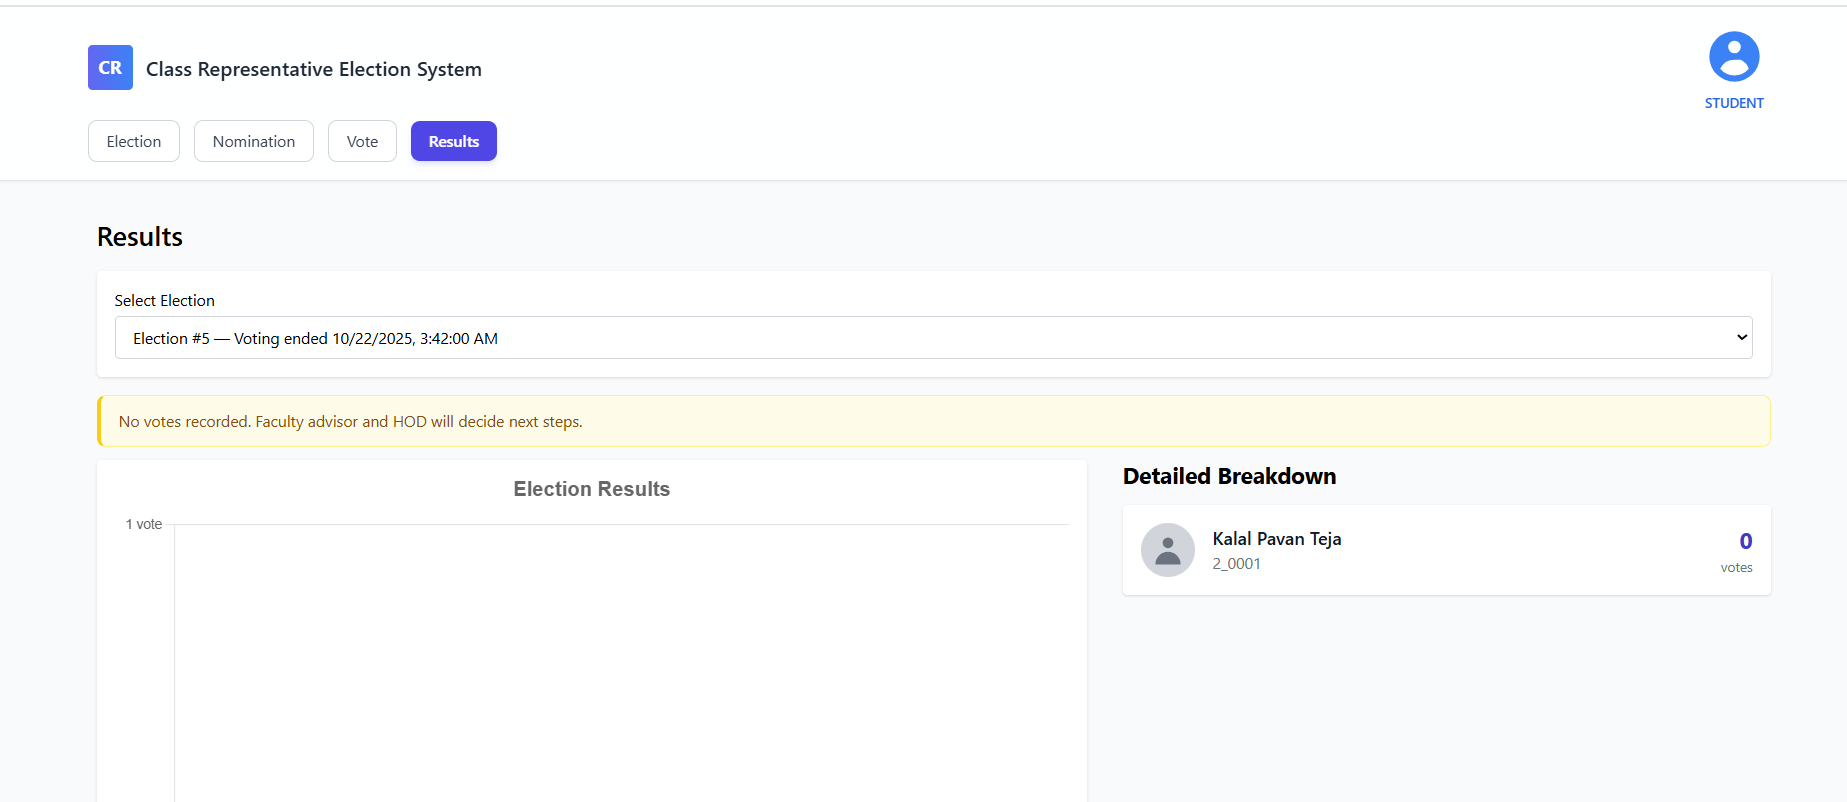 CR
Class Representative Election System
STUDENT
Election
Nomination
Vote
Results
Results
Select Election
Election #5 — Voting ended 10/22/2025, 3:42:00 AM
No votes recorded. Faculty advisor and HOD will decide next steps.
Election Results
1 vote
Detailed Breakdown
Kalal Pavan Teja
2_0001
0
votes